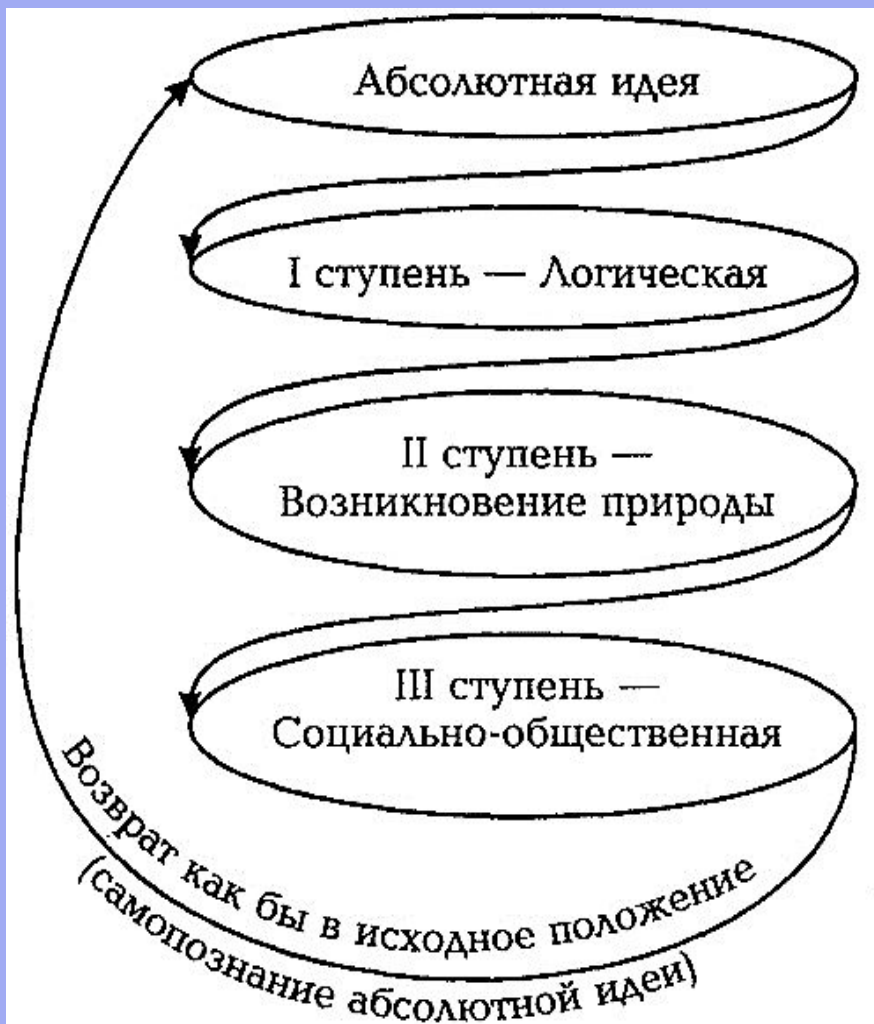 Абсолютная идея
I ступень — Логическая
II ступень —
Возникновение природы
III ступень —
Социально-общественная
Возврат как бы в исходное положение
(самопознание абсолютной идеи)